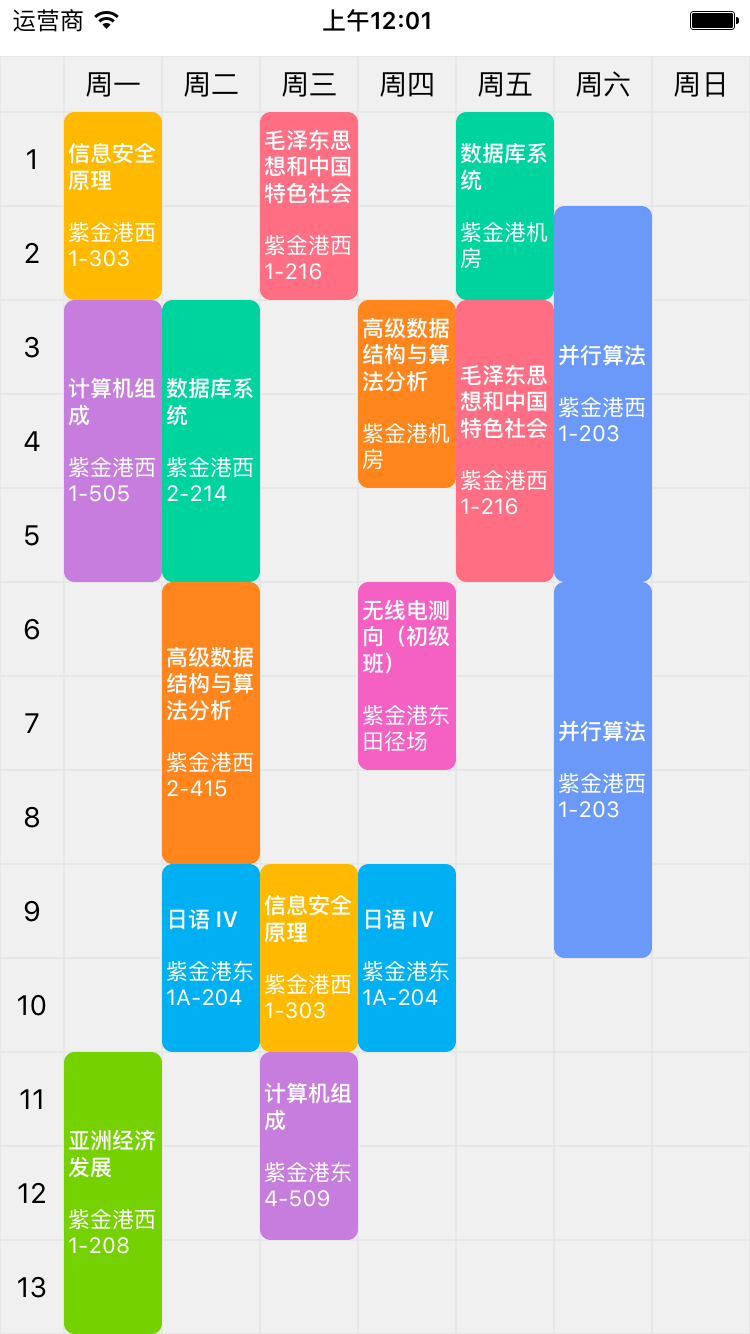 运营商
上午12:01
周一 周二 周三 周四 周五 周六 周日
1
信息安全
原理
紫金港西
1-303
毛泽东思
想和中国
特色社会
紫金港西
1-216
数据库系
统
紫金港机
房
2
3
计算机组
成
紫金港西
1-505
数据库系
统
紫金港西
2-214
高级数据
结构与算
法分析
紫金港机
房
毛泽东思
想和中国
特色社会
紫金港西
1-216
并行算法
紫金港西
1-203
4
5
6
高级数据
结构与算
法分析
紫金港西
2-415
无线电测
向（初级
班）
紫金港东
田径场
并行算法
紫金港西
1-203
7
8
9
日语 IV
紫金港东
1A-204
信息安全
原理
紫金港西
1-303
日语 IV
紫金港东
1A-204
10
11
亚洲经济
发展
紫金港西
1-208
计算机组
成
紫金港东
4-509
12
13